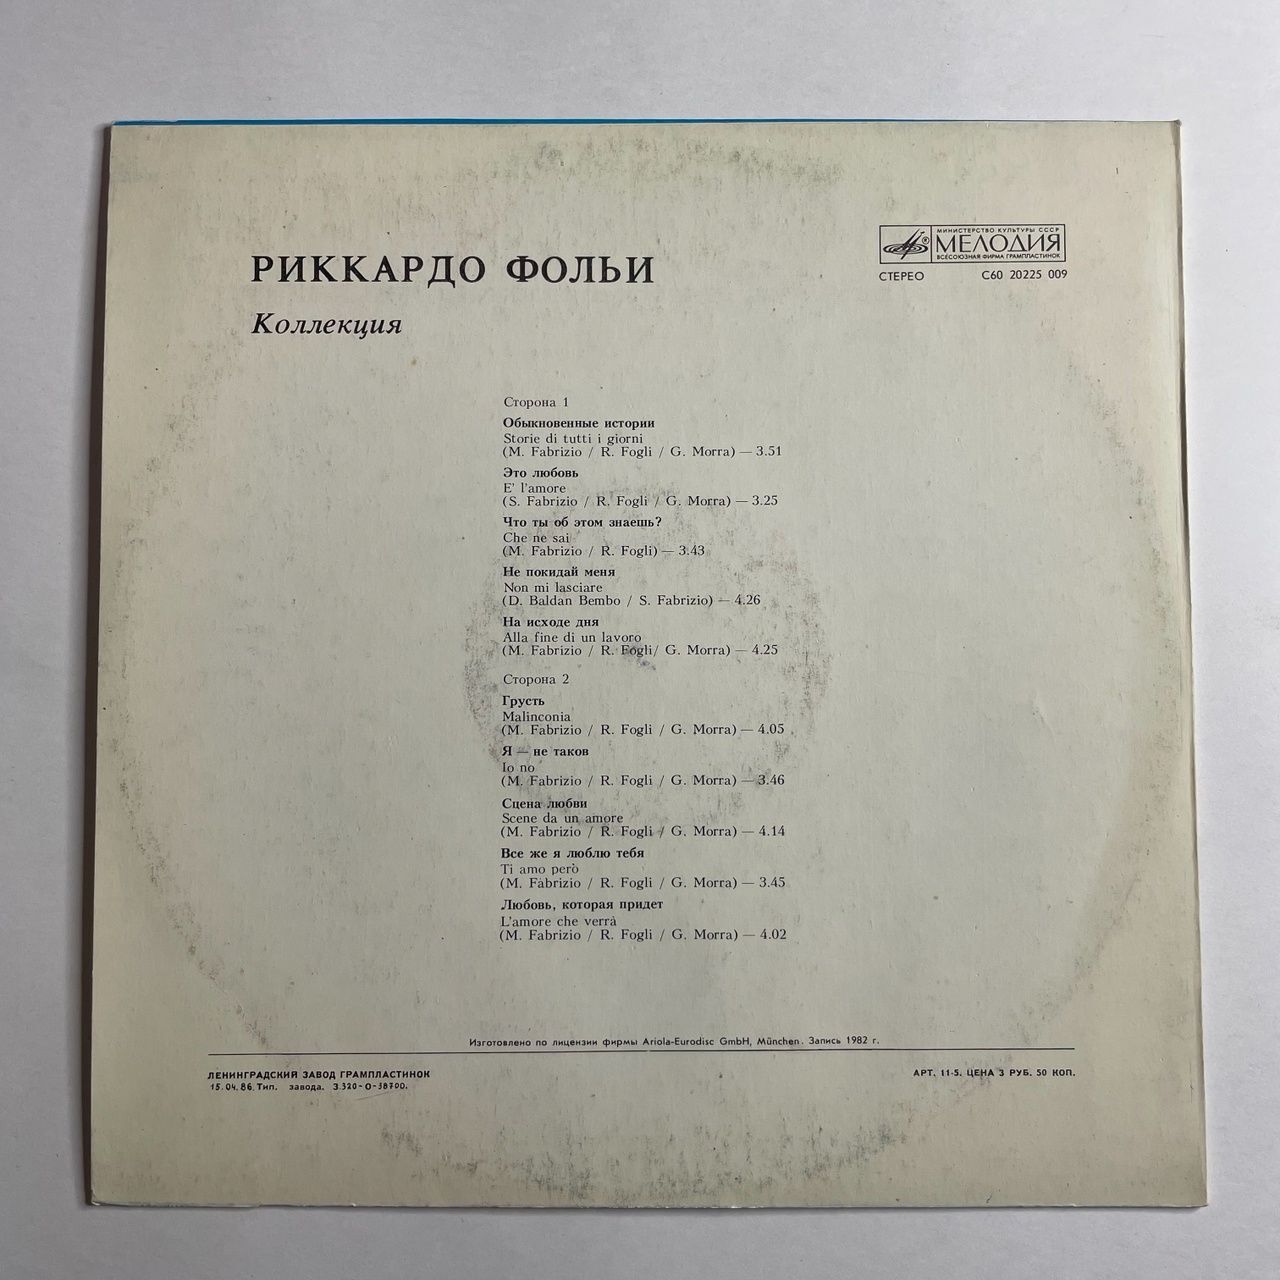 МИНИСТЕРСТВО КУЛЬТУРЫ СССР
МЕЛОДИЯ
ВСЕСОЮЗНАЯ ФИРМА ГРАМПЛАСТИНОК
СТЕРЕО С60 20225 009
РИККАРДО ФОЛЬИ
Коллекция
Сторона 1
Обыкновенные истории
Storie di tutti i giorni
(M. Fabrizio / R. Fogli / G. Morra) — 3.51
Это любовь
E' l'amore
(S. Fabrizio / R. Fogli / G. Morra) — 3.25
Что ты об этом знаешь?
Che ne sai
(M. Fabrizio / R. Fogli) — 3.43
Не покидай меня
Non mi lasciare
(D. Baldan Bembo / S. Fabrizio) — 4.26
На исходе дня
Alla fine di un lavoro
(M. Fabrizio / R. Fogli/ G. Morra) — 4.25
Сторона 2
Грусть
Malinconia
(M. Fabrizio / R. Fogli / G. Morra) — 4.05
Я — не таков
Io no
(M. Fabrizio / R. Fogli / G. Morra) — 3.46
Сцена любви
Scene da un amore
(M. Fabrizio / R. Fogli / G. Morra) — 4.14
Все же я люблю тебя
Ti amo però
(M. Fabrizio / R. Fogli / G. Morra) — 3.45
Любовь, которая придет
L'amore che verrà
(M. Fabrizio / R. Fogli / G. Morra) — 4.02
Изготовлено по лицензии фирмы Ariola-Eurodisc GmbH, München. Запись 1982 г.
ЛЕНИНГРАДСКИЙ ЗАВОД ГРАМПЛАСТИНОК АРТ. 11-5. ЦЕНА 3 РУБ. 50 КОП.
15.04.86. Тип. завода. З.320-0-38700.